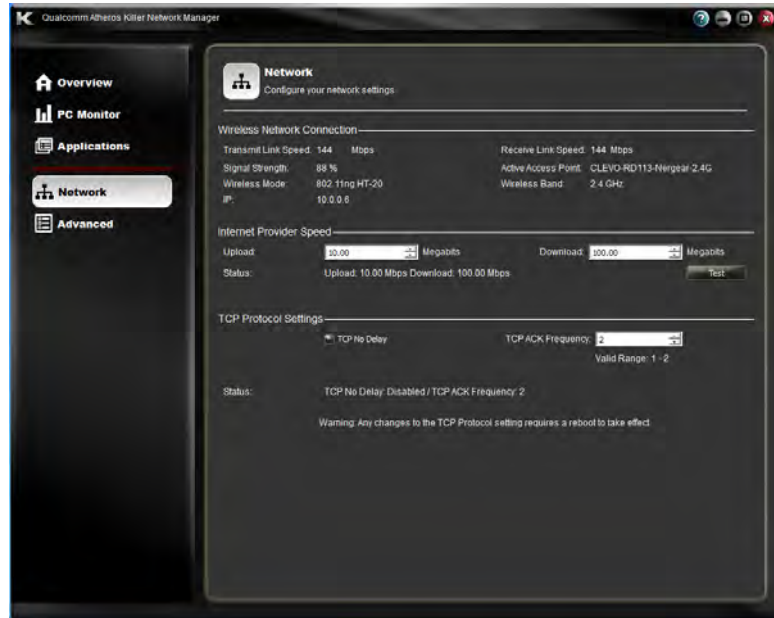 Qualcomm Atheros Killer Network Manager
Overview
PC Monitor
Applications
Network
Advanced
Network
Configure your network settings
Wireless Network Connection
Transmit Link Speed: 144 Mbps
Receive Link Speed: 144 Mbps
Signal Strength: 88 %
Active Access Point: CLEVO-RD113-Nergear-2.4G
Wireless Mode: 802.11ng HT-20
Wireless Band: 2.4 GHz
IP: 10.0.0.6
Internet Provider Speed
Upload: 10.00 Megabits
Download: 100.00 Megabits
Status: Upload: 10.00 Mbps Download: 100.00 Mbps
Test
TCP Protocol Settings
TCP No Delay
TCP ACK Frequency: 2
Valid Range: 1 - 2
Status: TCP No Delay: Disabled / TCP ACK Frequency: 2
Warning: Any changes to the TCP Protocol setting requires a reboot to take effect